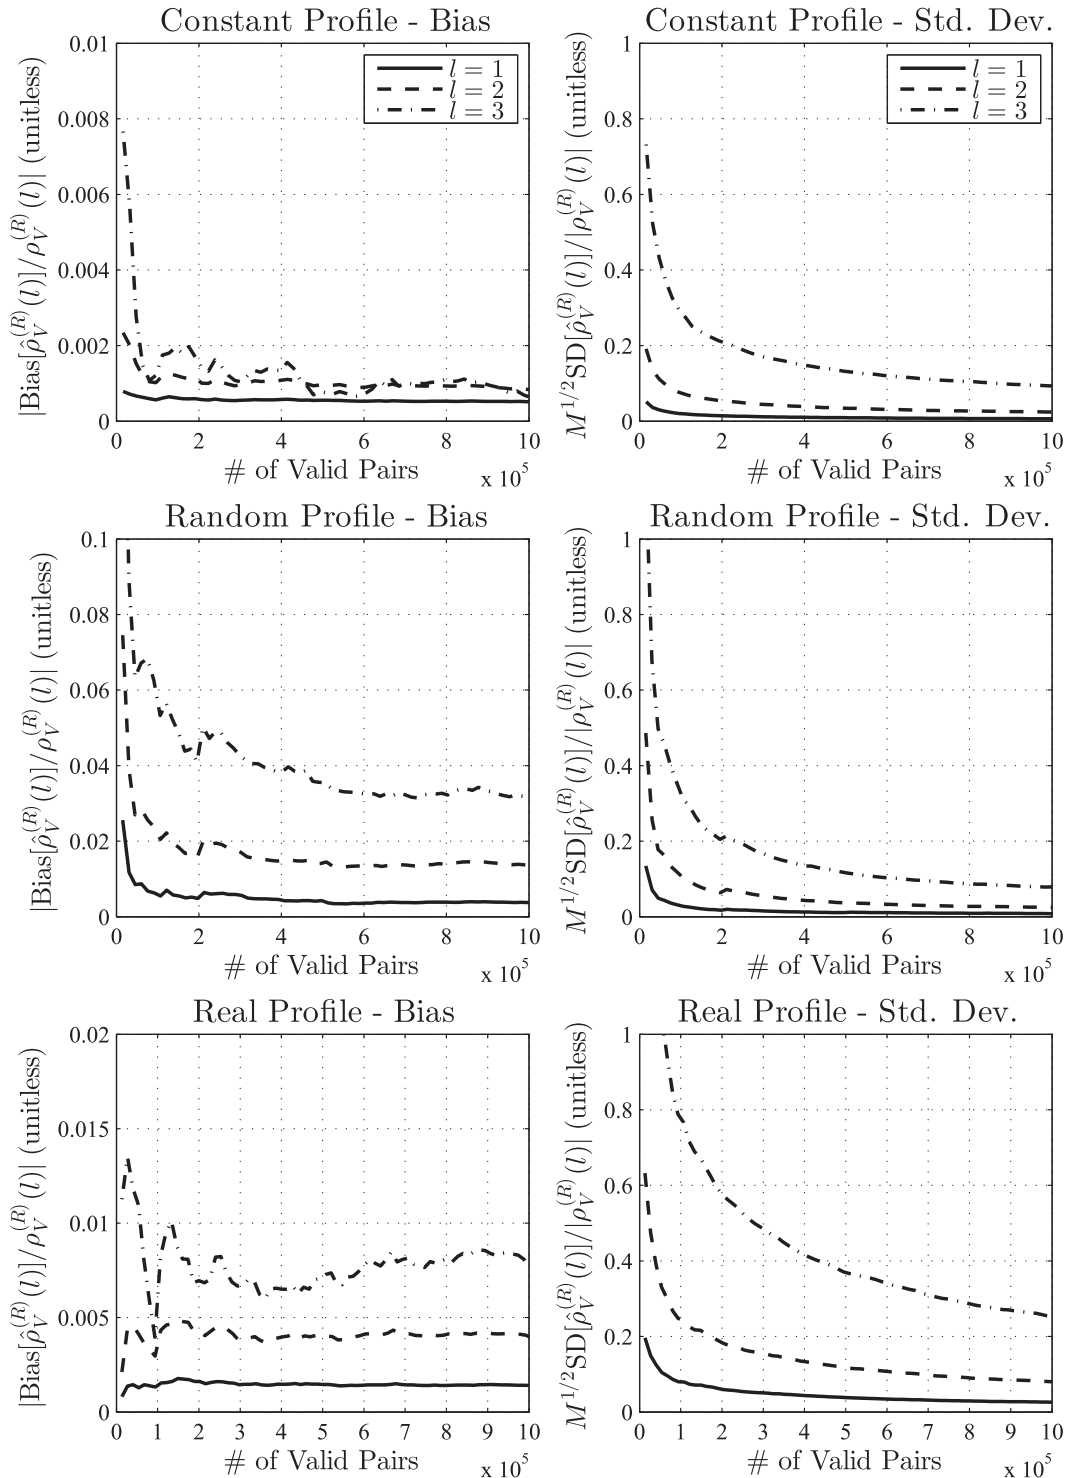 Constant Profile - Bias
|Bias[ρ̂_V^(R)(l)]/ρ_V^(R)(l)| (unitless)
0.01
0.008
0.006
0.004
0.002
0
l = 1
l = 2
l = 3
0 2 4 6 8 10
# of Valid Pairs
x 10^5
Constant Profile - Std. Dev.
M^1/2SD[ρ̂_V^(R)(l)]/|ρ_V^(R)(l)| (unitless)
1
0.8
0.6
0.4
0.2
0
l = 1
l = 2
l = 3
0 2 4 6 8 10
# of Valid Pairs
x 10^5
Random Profile - Bias
|Bias[ρ̂_V^(R)(l)]/ρ_V^(R)(l)| (unitless)
0.1
0.08
0.06
0.04
0.02
0
0 2 4 6 8 10
# of Valid Pairs
x 10^5
Random Profile - Std. Dev.
M^1/2SD[ρ̂_V^(R)(l)]/|ρ_V^(R)(l)| (unitless)
1
0.8
0.6
0.4
0.2
0
0 2 4 6 8 10
# of Valid Pairs
x 10^5
Real Profile - Bias
|Bias[ρ̂_V^(R)(l)]/ρ_V^(R)(l)| (unitless)
0.02
0.015
0.01
0.005
0
0 1 2 3 4 5 6 7 8 9 10
# of Valid Pairs
x 10^5
Real Profile - Std. Dev.
M^1/2SD[ρ̂_V^(R)(l)]/|ρ_V^(R)(l)| (unitless)
1
0.8
0.6
0.4
0.2
0
0 1 2 3 4 5 6 7 8 9 10
# of Valid Pairs
x 10^5